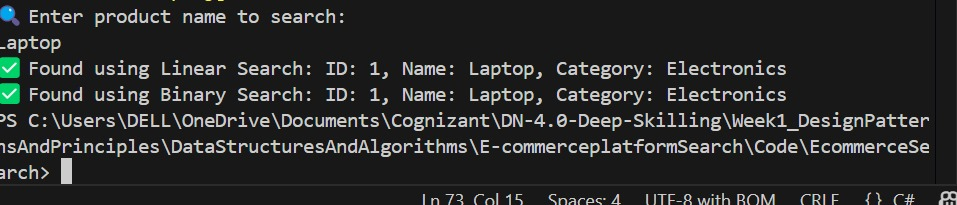 🔍 Enter product name to search:
Laptop
✅ Found using Linear Search: ID: 1, Name: Laptop, Category: Electronics
✅ Found using Binary Search: ID: 1, Name: Laptop, Category: Electronics
PS C:\Users\DELL\OneDrive\Documents\Cognizant\DN-4.0-Deep-Skilling\Week1_DesignPatter
nsAndPrinciples\DataStructuresAndAlgorithms\E-commerceplatformSearch\Code\EcommerceSe
arch>
Ln 73, Col 15 Spaces: 4 UTF-8 with BOM CRLF {} C#